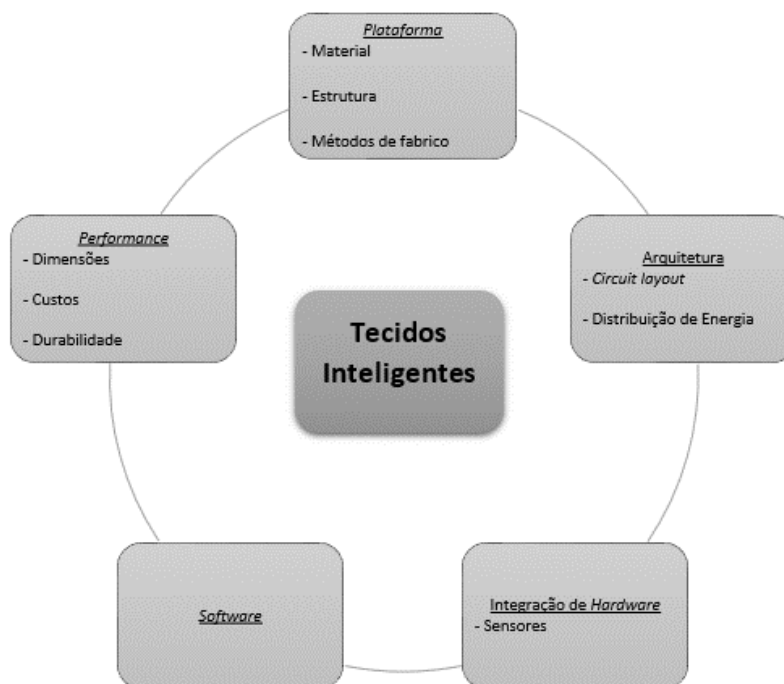 Plataforma
- Material
- Estrutura
- Métodos de fabrico
Performance
- Dimensões
- Custos
- Durabilidade
Arquitetura
- Circuit layout
- Distribuição de Energia
Tecidos
Inteligentes
Software
Integração de Hardware
- Sensores